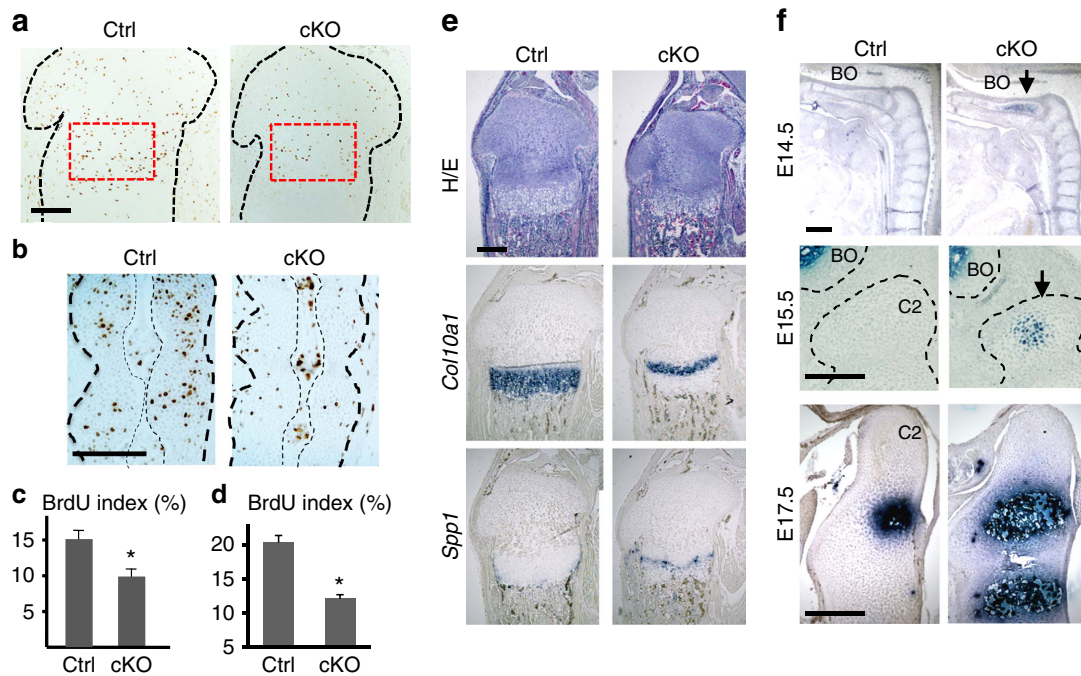 a
Ctrl
cKO
b
Ctrl
cKO
c
BrdU index (%)
15
10
5
Ctrl
cKO
d
BrdU index (%)
20
15
10
5
Ctrl
cKO
*
*
e
Ctrl
cKO
H/E
Col10a1
Spp1
f
Ctrl
cKO
E14.5
BO
BO
E15.5
BO
C2
BO
E17.5
C2